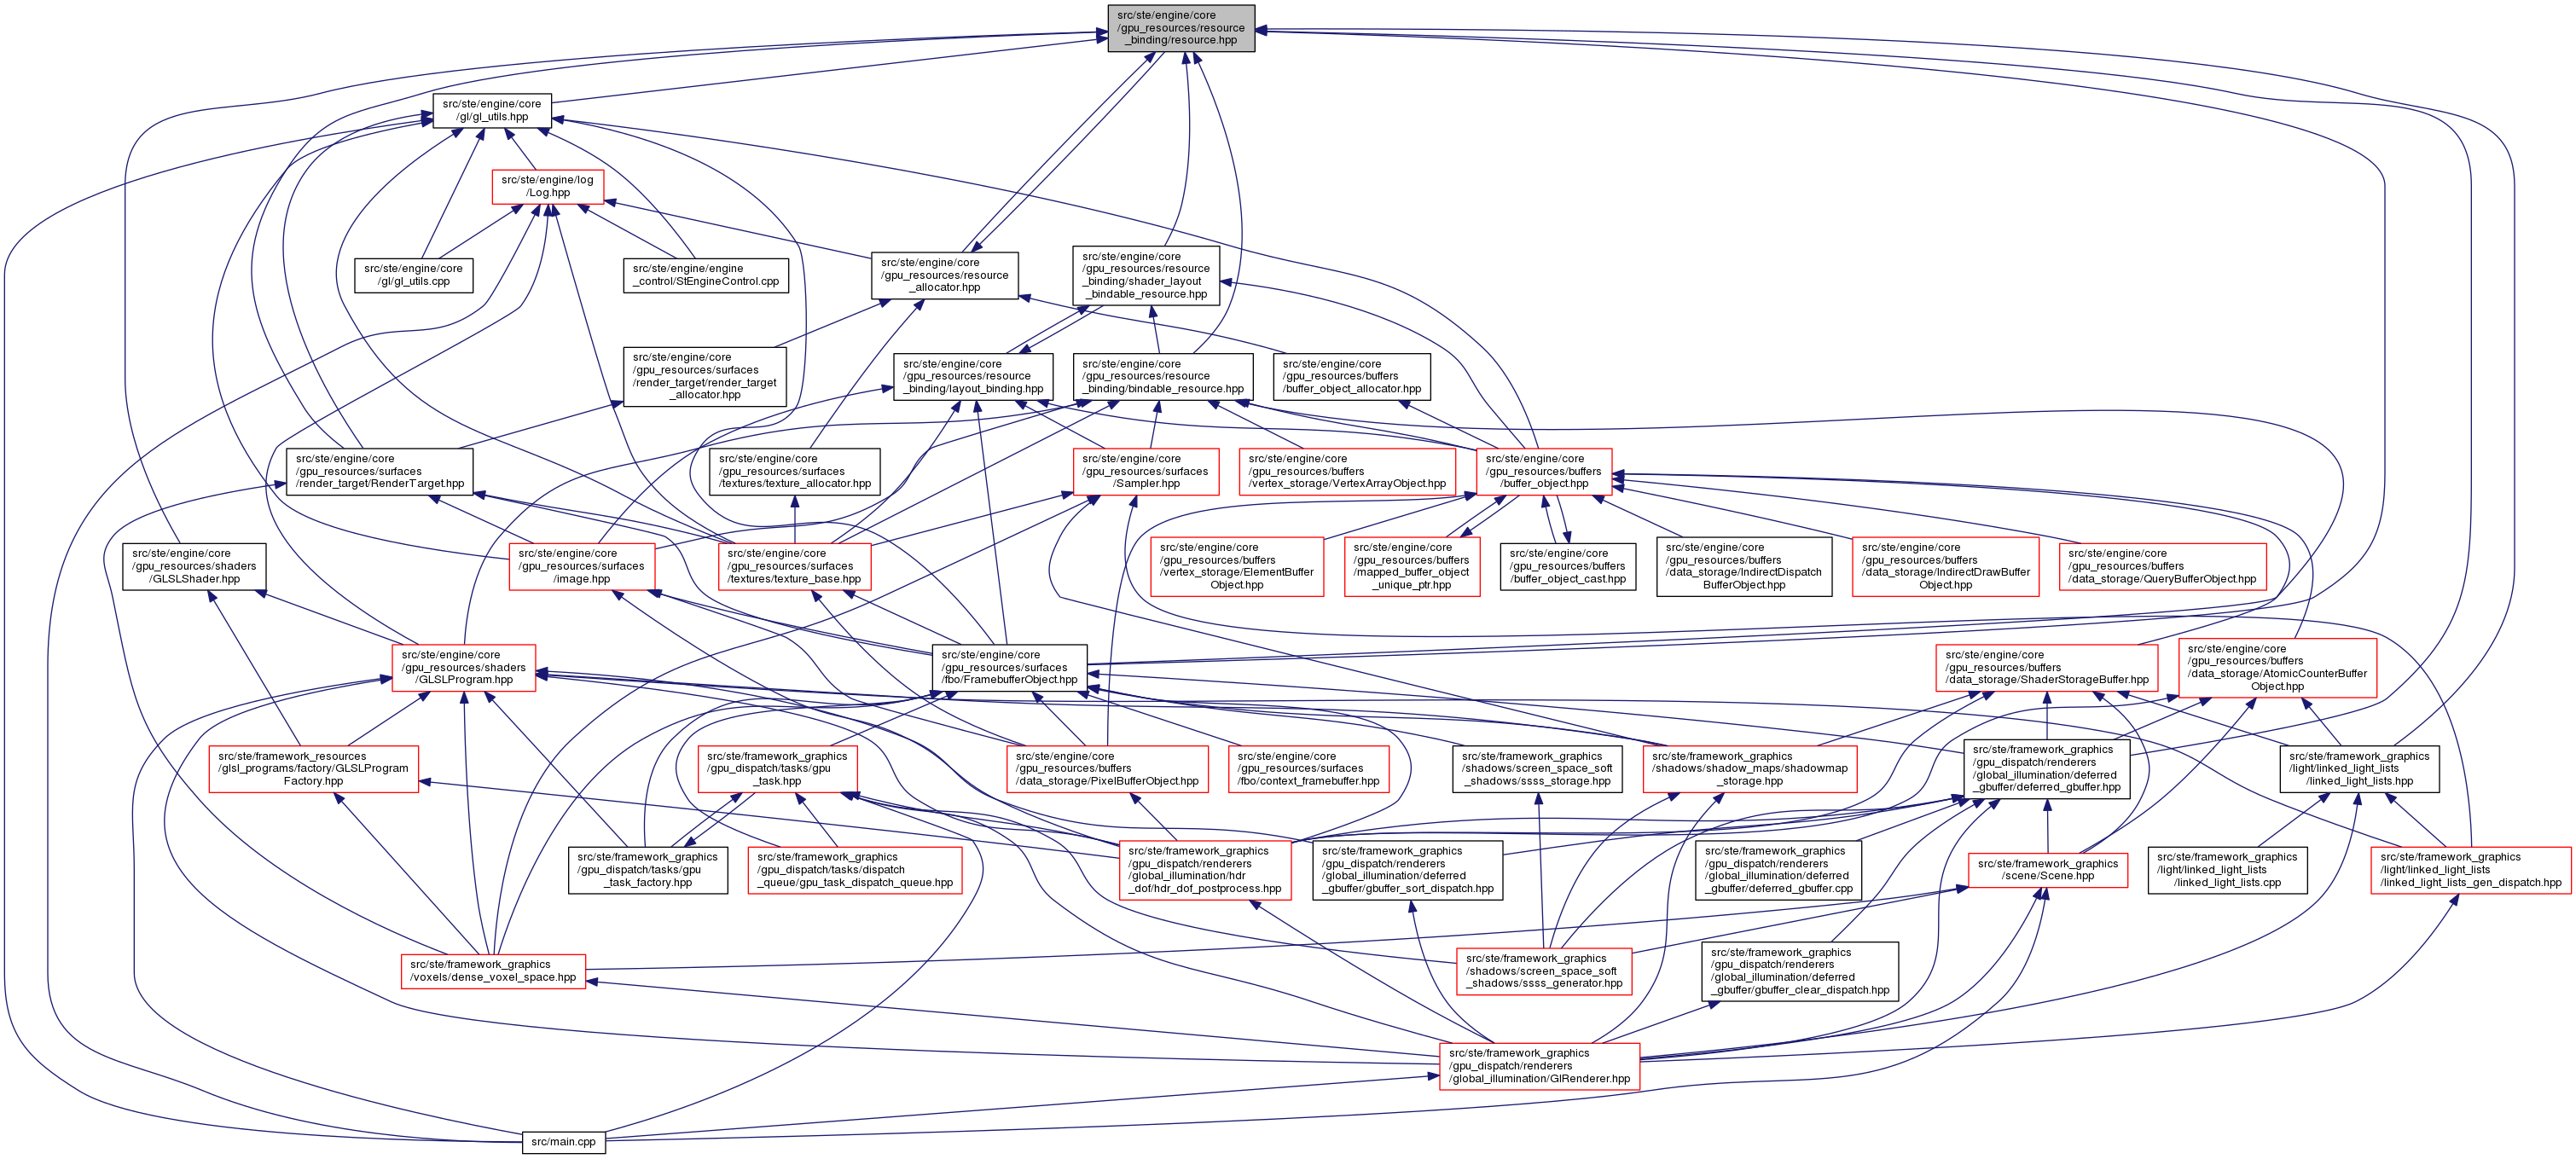 src/ste/engine/core
/gpu_resources/resource
_binding/resource.hpp
src/ste/engine/core
/gl/gl_utils.hpp
src/ste/engine/log
/Log.hpp
src/ste/engine/core
/gl/gl_utils.cpp
src/ste/engine/engine
_control/StEngineControl.cpp
src/ste/engine/core
/gpu_resources/resource
_allocator.hpp
src/ste/engine/core
/gpu_resources/resource
_binding/shader_layout
_bindable_resource.hpp
src/ste/engine/core
/gpu_resources/surfaces
/render_target/render_target
_allocator.hpp
src/ste/engine/core
/gpu_resources/resource
_binding/layout_binding.hpp
src/ste/engine/core
/gpu_resources/resource
_binding/bindable_resource.hpp
src/ste/engine/core
/gpu_resources/buffers
/buffer_object_allocator.hpp
src/ste/engine/core
/gpu_resources/surfaces
/render_target/RenderTarget.hpp
src/ste/engine/core
/gpu_resources/surfaces
/textures/texture_allocator.hpp
src/ste/engine/core
/gpu_resources/surfaces
/Sampler.hpp
src/ste/engine/core
/gpu_resources/buffers
/vertex_storage/VertexArrayObject.hpp
src/ste/engine/core
/gpu_resources/buffers
/buffer_object.hpp
src/ste/engine/core
/gpu_resources/shaders
/GLSLShader.hpp
src/ste/engine/core
/gpu_resources/surfaces
/image.hpp
src/ste/engine/core
/gpu_resources/surfaces
/textures/texture_base.hpp
src/ste/engine/core
/gpu_resources/buffers
/vertex_storage/ElementBuffer
Object.hpp
src/ste/engine/core
/gpu_resources/buffers
/mapped_buffer_object
_unique_ptr.hpp
src/ste/engine/core
/gpu_resources/buffers
/buffer_object_cast.hpp
src/ste/engine/core
/gpu_resources/buffers
/data_storage/IndirectDispatch
BufferObject.hpp
src/ste/engine/core
/gpu_resources/buffers
/data_storage/IndirectDrawBuffer
Object.hpp
src/ste/engine/core
/gpu_resources/buffers
/data_storage/QueryBufferObject.hpp
src/ste/engine/core
/gpu_resources/shaders
/GLSLProgram.hpp
src/ste/engine/core
/gpu_resources/surfaces
/fbo/FramebufferObject.hpp
src/ste/engine/core
/gpu_resources/buffers
/data_storage/ShaderStorageBuffer.hpp
src/ste/engine/core
/gpu_resources/buffers
/data_storage/AtomicCounterBuffer
Object.hpp
src/ste/framework_resources
/glsl_programs/factory/GLSLProgram
Factory.hpp
src/ste/framework_graphics
/gpu_dispatch/tasks/gpu
_task.hpp
src/ste/engine/core
/gpu_resources/buffers
/data_storage/PixelBufferObject.hpp
src/ste/engine/core
/gpu_resources/surfaces
/fbo/context_framebuffer.hpp
src/ste/framework_graphics
/shadows/screen_space_soft
_shadows/ssss_storage.hpp
src/ste/framework_graphics
/shadows/shadow_maps/shadowmap
_storage.hpp
src/ste/framework_graphics
/gpu_dispatch/renderers
/global_illumination/deferred
_gbuffer/deferred_gbuffer.hpp
src/ste/framework_graphics
/light/linked_light_lists
/linked_light_lists.hpp
src/ste/framework_graphics
/gpu_dispatch/tasks/gpu
_task_factory.hpp
src/ste/framework_graphics
/gpu_dispatch/tasks/dispatch
_queue/gpu_task_dispatch_queue.hpp
src/ste/framework_graphics
/gpu_dispatch/renderers
/global_illumination/hdr
_dof/hdr_dof_postprocess.hpp
src/ste/framework_graphics
/gpu_dispatch/renderers
/global_illumination/deferred
_gbuffer/gbuffer_sort_dispatch.hpp
src/ste/framework_graphics
/gpu_dispatch/renderers
/global_illumination/deferred
_gbuffer/deferred_gbuffer.cpp
src/ste/framework_graphics
/scene/Scene.hpp
src/ste/framework_graphics
/light/linked_light_lists
/linked_light_lists.cpp
src/ste/framework_graphics
/light/linked_light_lists
/linked_light_lists_gen_dispatch.hpp
src/ste/framework_graphics
/voxels/dense_voxel_space.hpp
src/ste/framework_graphics
/shadows/screen_space_soft
_shadows/ssss_generator.hpp
src/ste/framework_graphics
/gpu_dispatch/renderers
/global_illumination/deferred
_gbuffer/gbuffer_clear_dispatch.hpp
src/ste/framework_graphics
/gpu_dispatch/renderers
/global_illumination/GIRenderer.hpp
src/main.cpp